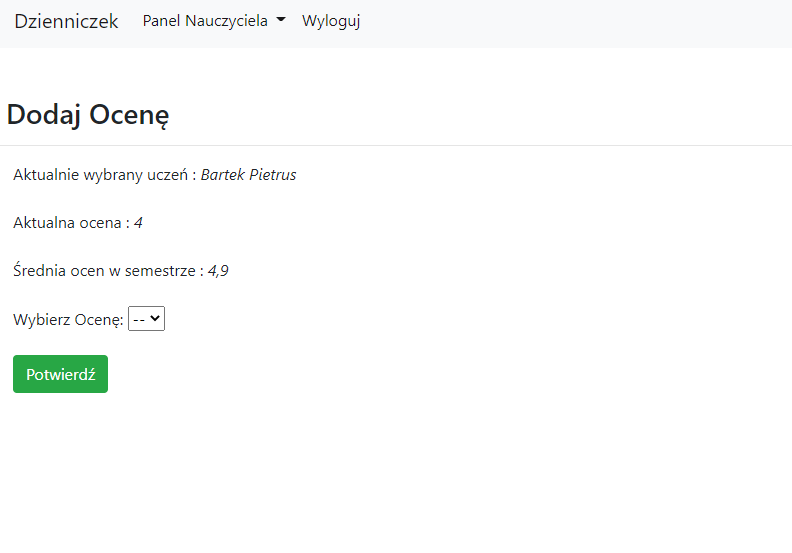 Dzienniczek Panel Nauczyciela Wyloguj
Dodaj Ocenę
Aktualnie wybrany uczeń : Bartek Pietrus
Aktualna ocena : 4
Średnia ocen w semestrze : 4,9
Wybierz Ocenę: --
Potwierdź